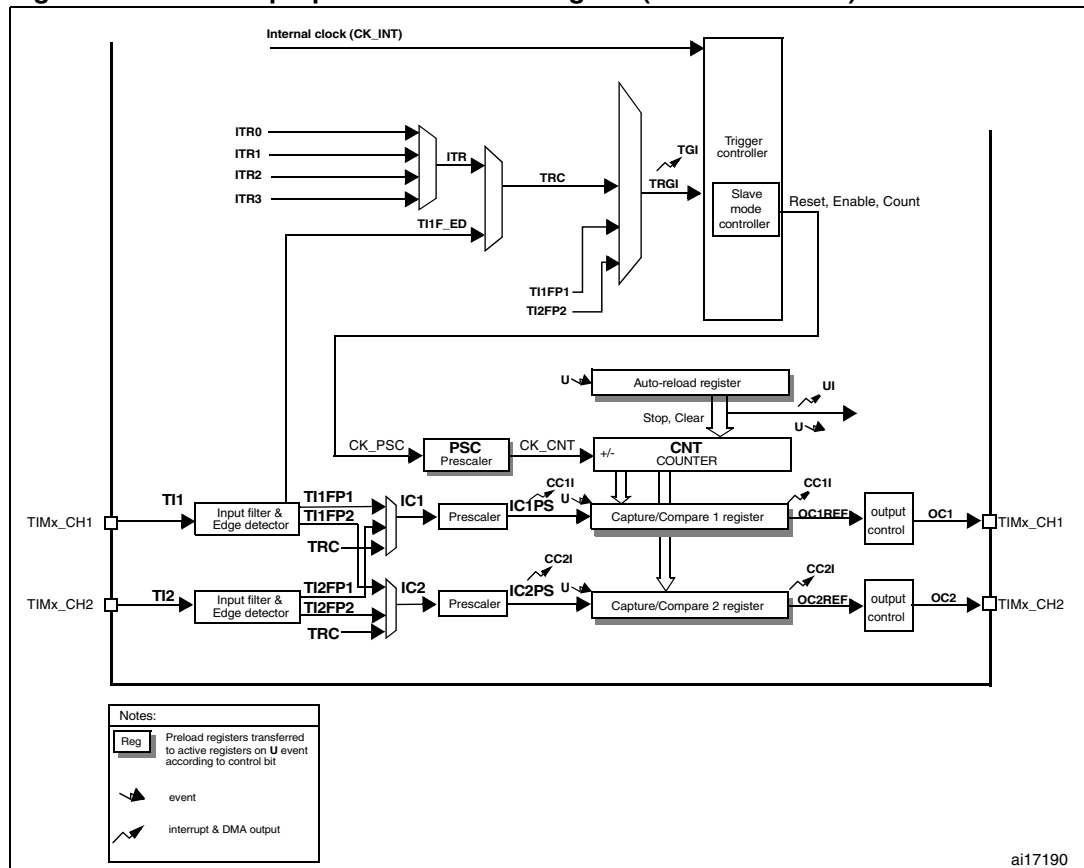 Internal clock (CK_INT)
ITR0
ITR1
ITR2
ITR3
ITR
TI1F_ED
TRC
TI1FP1
TI2FP2
TGI
TRGI
Trigger
controller
Slave
mode
controller
Reset, Enable, Count
U
Auto-reload register
UI
Stop, Clear
U
CK_PSC
PSC
Prescaler
CK_CNT
+/-
CNT
COUNTER
TIMx_CH1
TI1
Input filter &
Edge detector
TI1FP1
TI1FP2
TRC
IC1
Prescaler
CC1I
IC1PS
U
Capture/Compare 1 register
CC1I
OC1REF
output
control
OC1
TIMx_CH1
TIMx_CH2
TI2
Input filter &
Edge detector
TI2FP1
TI2FP2
TRC
IC2
Prescaler
CC2I
IC2PS
U
Capture/Compare 2 register
CC2I
OC2REF
output
control
OC2
TIMx_CH2
Notes:
Reg
Preload registers transferred
to active registers on U event
according to control bit
event
interrupt & DMA output
ai17190